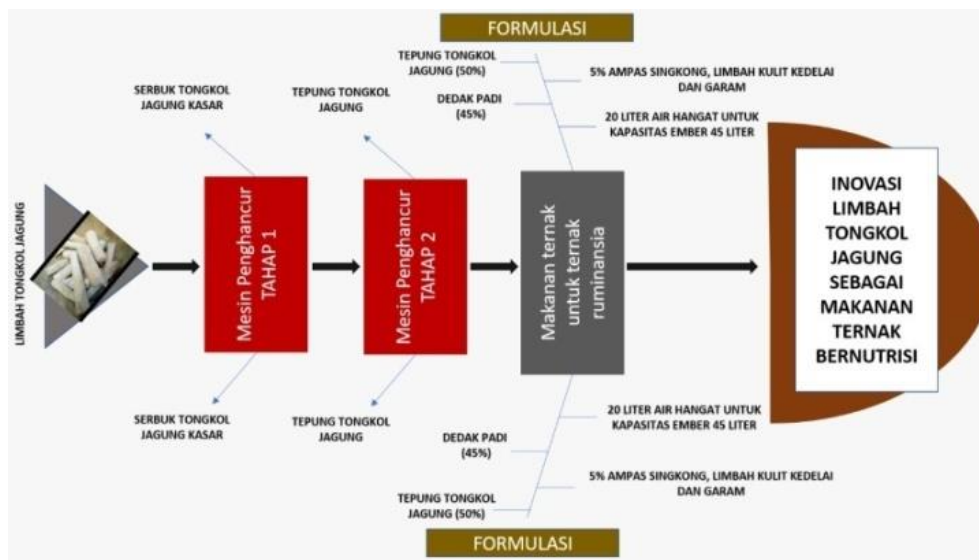 FORMULASI
TEPUNG TONGKOL
JAGUNG (50%)
5% AMPAS SINGKONG, LIMBAH KULIT KEDELAI
DAN GARAM
SERBUK TONGKOL
JAGUNG KASAR
TEPUNG TONGKOL
JAGUNG
DEDAK PADI
(45%)
20 LITER AIR HANGAT UNTUK
KAPASITAS EMBER 45 LITER
LIMBAH TONGKOL JAGUNG
Mesin Penghancur
TAHAP 1
Mesin Penghancur
TAHAP 2
Makanan ternak
untuk ternak
ruminansia
INOVASI
LIMBAH
TONGKOL
JAGUNG
SEBAGAI
MAKANAN
TERNAK
BERNUTRISI
SERBUK TONGKOL
JAGUNG KASAR
TEPUNG TONGKOL
JAGUNG
20 LITER AIR HANGAT UNTUK
KAPASITAS EMBER 45 LITER
DEDAK PADI
(45%)
5% AMPAS SINGKONG, LIMBAH KULIT KEDELAI
DAN GARAM
TEPUNG TONGKOL
JAGUNG (50%)
FORMULASI